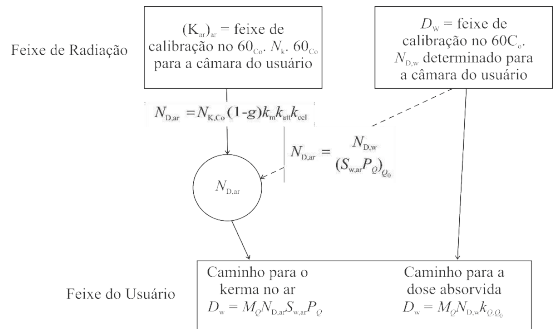 Feixe de Radiação
(K_ar)_ar = feixe de
calibração no 60_Co. N_k. 60_Co
para a câmara do usuário
D_W = feixe de
calibração no 60C_o.
N_D,w determinado para
a câmara do usuário
N_D,ar = N_K,Co (1-g) k_m k_att k_cel
N_D,ar = N_D,w / (S_w,ar P_Q)_Q0
N_D,ar
Feixe do Usuário
Caminho para o
kerma no ar
D_w = M_Q N_D,ar S_w,ar P_Q
Caminho para a
dose absorvida
D_w = M_Q N_D,w k_Q,Q0